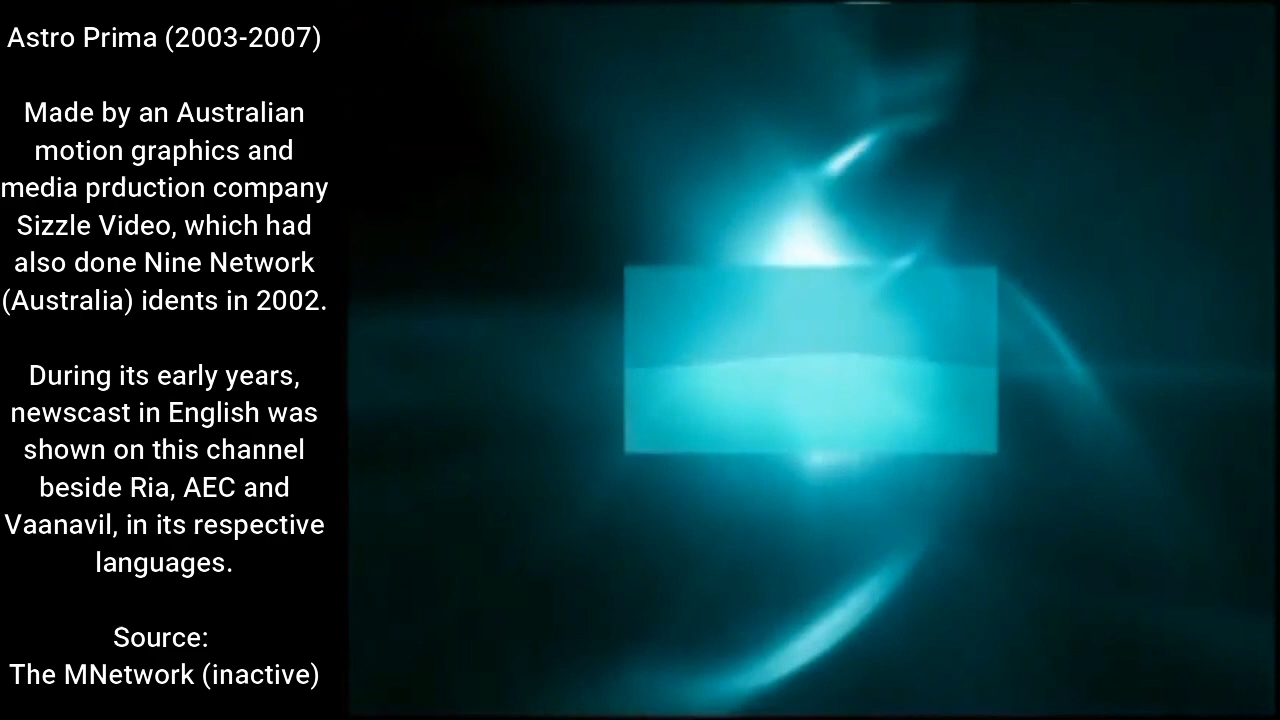 Astro Prima (2003-2007)
Made by an Australian
motion graphics and
media prduction company
Sizzle Video, which had
also done Nine Network
(Australia) idents in 2002.
During its early years,
newscast in English was
shown on this channel
beside Ria, AEC and
Vaanavil, in its respective
languages.
Source:
The MNetwork (inactive)